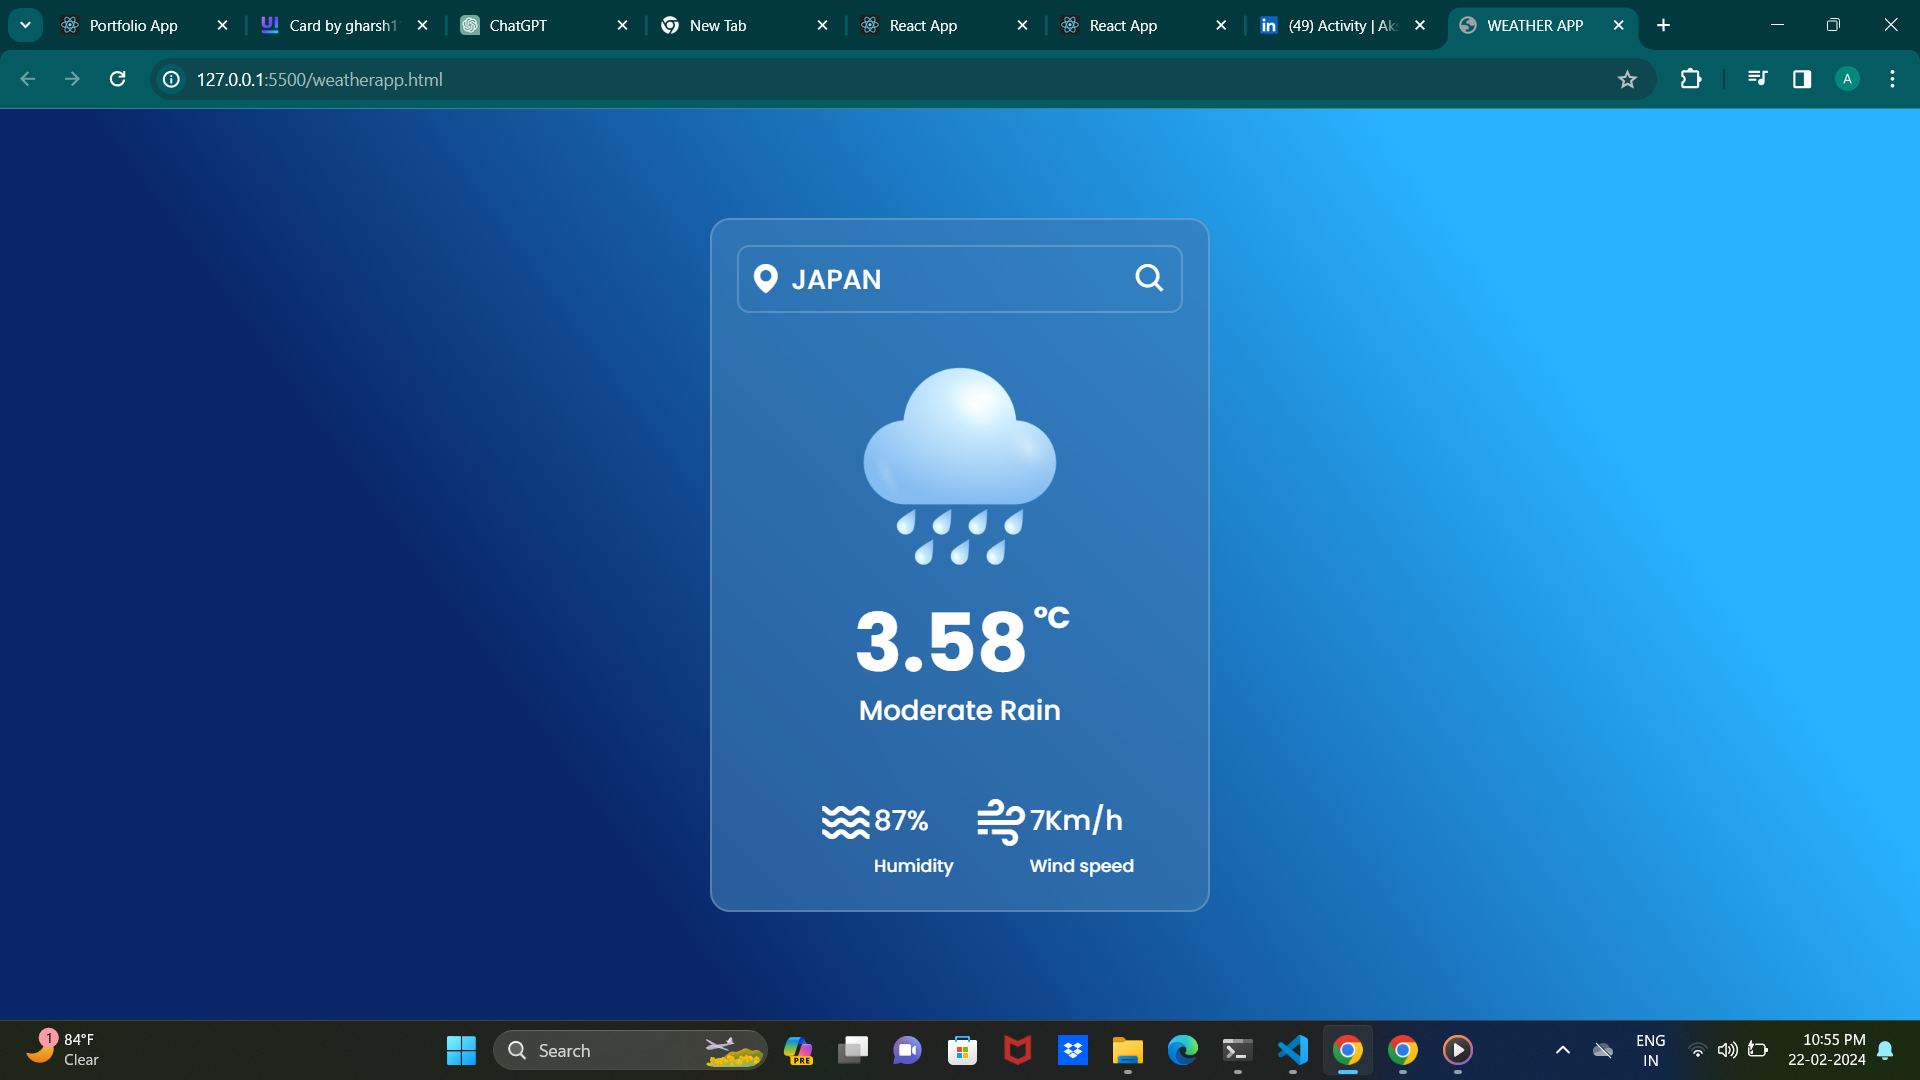 Portfolio App
Card by gharsh1
ChatGPT
New Tab
React App
React App
(49) Activity | Ak
WEATHER APP
127.0.0.1:5500/weatherapp.html
A
JAPAN
3.58 °C
Moderate Rain
87% 7Km/h
Humidity Wind speed
1
84°F
Clear
Search
PRE
ENG
IN
10:55 PM
22-02-2024